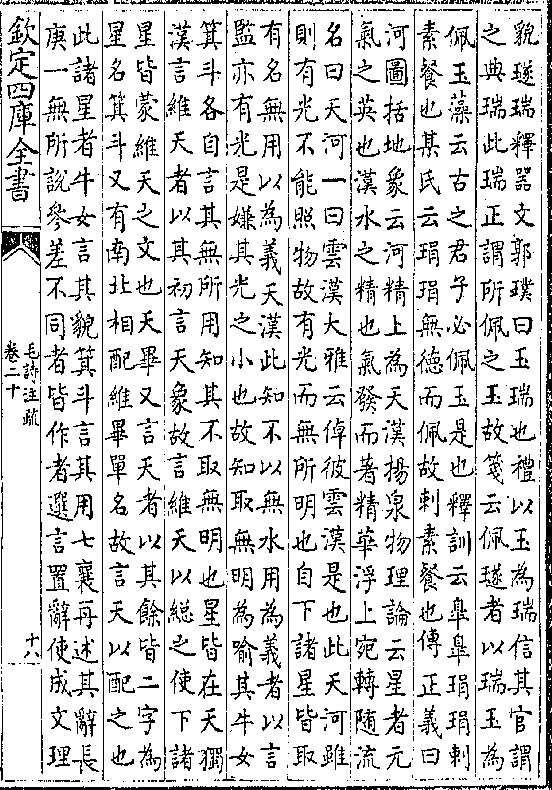 貌璲瑞釋器文郭璞曰玉瑞也禮以玉為瑞信其官謂
之典瑞此瑞正謂所佩之玉故箋云佩璲者以瑞玉為
佩玉藻云古之君子必佩玉是也釋訓云臯臯琄琄刺
素餐也某氏云琄琄無德而佩故刺素餐也傳正義曰
河圖括地象云河精上為天漢揚泉物理論云星者元
氣之英也漢水之精也氣發而著精華浮上宛轉隨流
名曰天河一曰雲漢大雅云倬彼雲漢是也此天河雖
則有光不能照物故有光而無所明也自下諸星皆取
有名無用以為義天漢此知不以無水用為義者以言
監亦有光是嫌其光之小也故知取無明為喻其牛女
箕斗各自言其無所用知其不取無明也星皆在天獨
漢言維天者以其初言天象故言維天以緫之使下諸
星皆蒙維天之文也天畢又言天者以其餘皆二字為
星名箕斗又有南北相配維畢單名故言天以配之也
此諸星者牛女言其貌箕斗言其用七襄再述其辭長
庚一無所說參差不同者皆作者選言置辭使成文理
欽定四庫全書
毛詩注疏
卷二十
十八